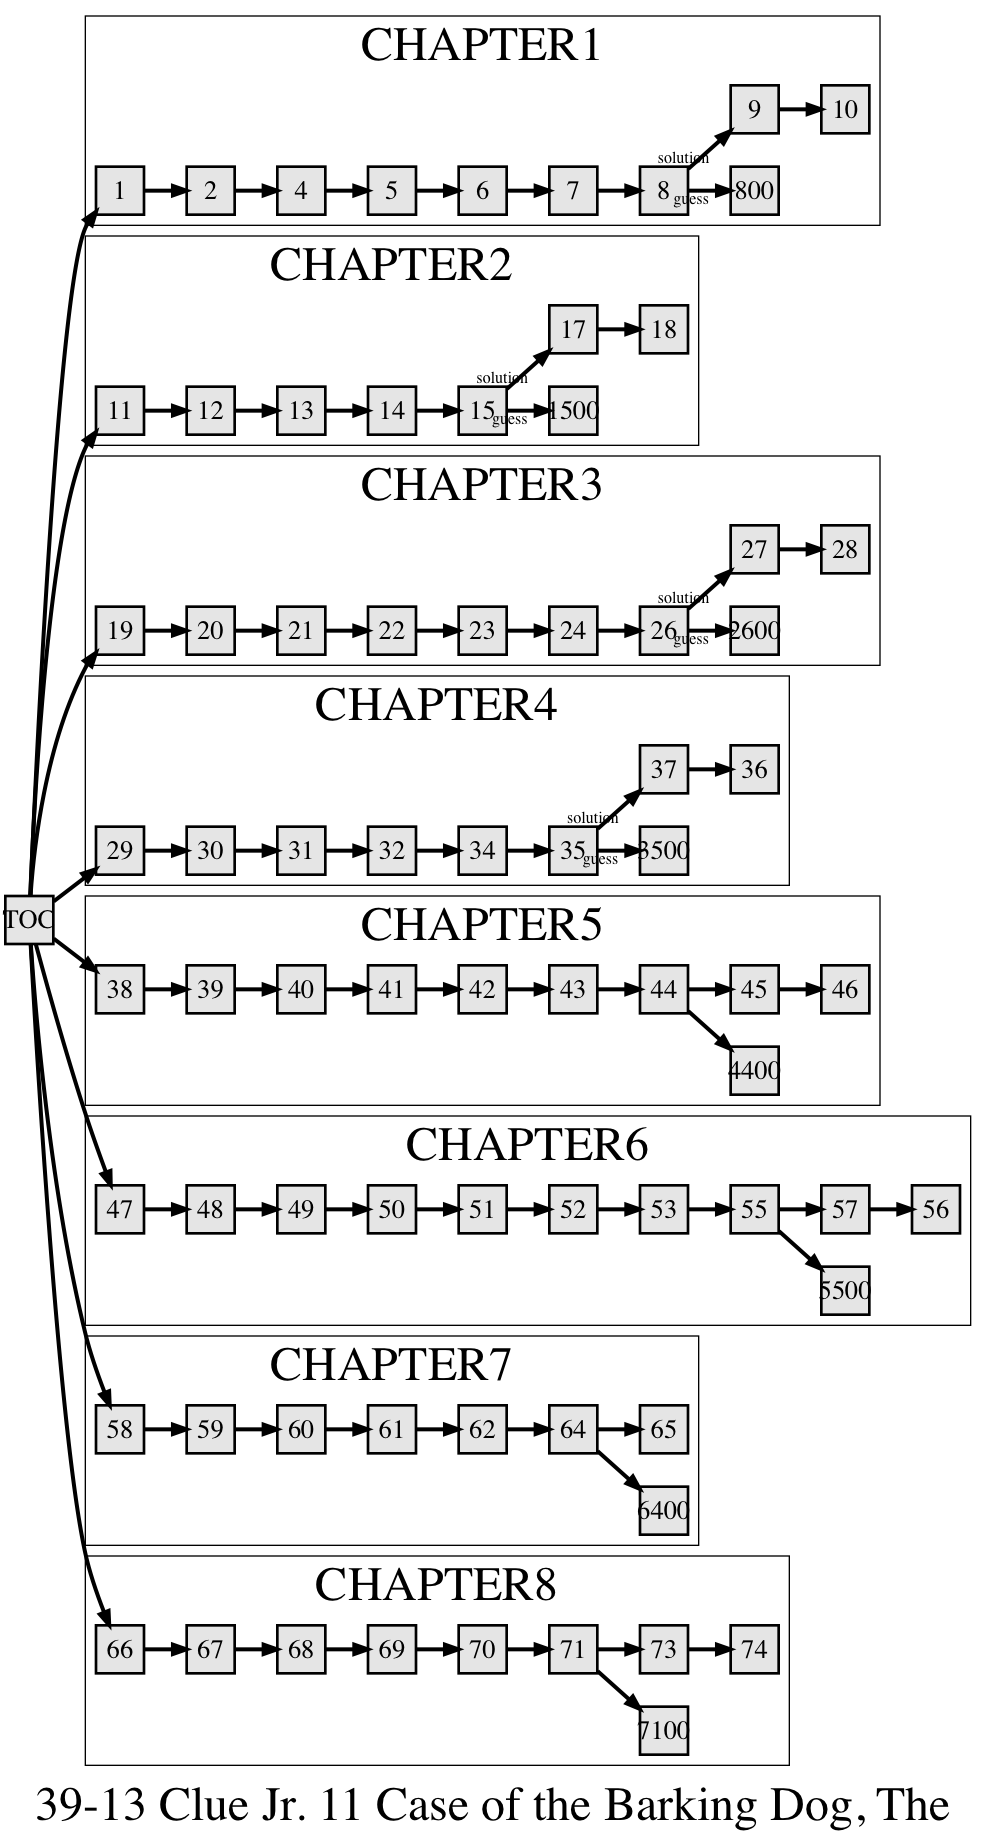 CHAPTER1
9 10
solution
1 2 4 5 6 7 8 guess 800
CHAPTER2
17 18
solution
11 12 13 14 15 guess 1500
CHAPTER3
27 28
solution
19 20 21 22 23 24 26 guess 2600
CHAPTER4
37 36
solution
29 30 31 32 34 35 guess 3500
TOC
CHAPTER5
38 39 40 41 42 43 44 45 46
4400
CHAPTER6
47 48 49 50 51 52 53 55 57 56
5500
CHAPTER7
58 59 60 61 62 64 65
6400
CHAPTER8
66 67 68 69 70 71 73 74
7100
39-13 Clue Jr. 11 Case of the Barking Dog, The